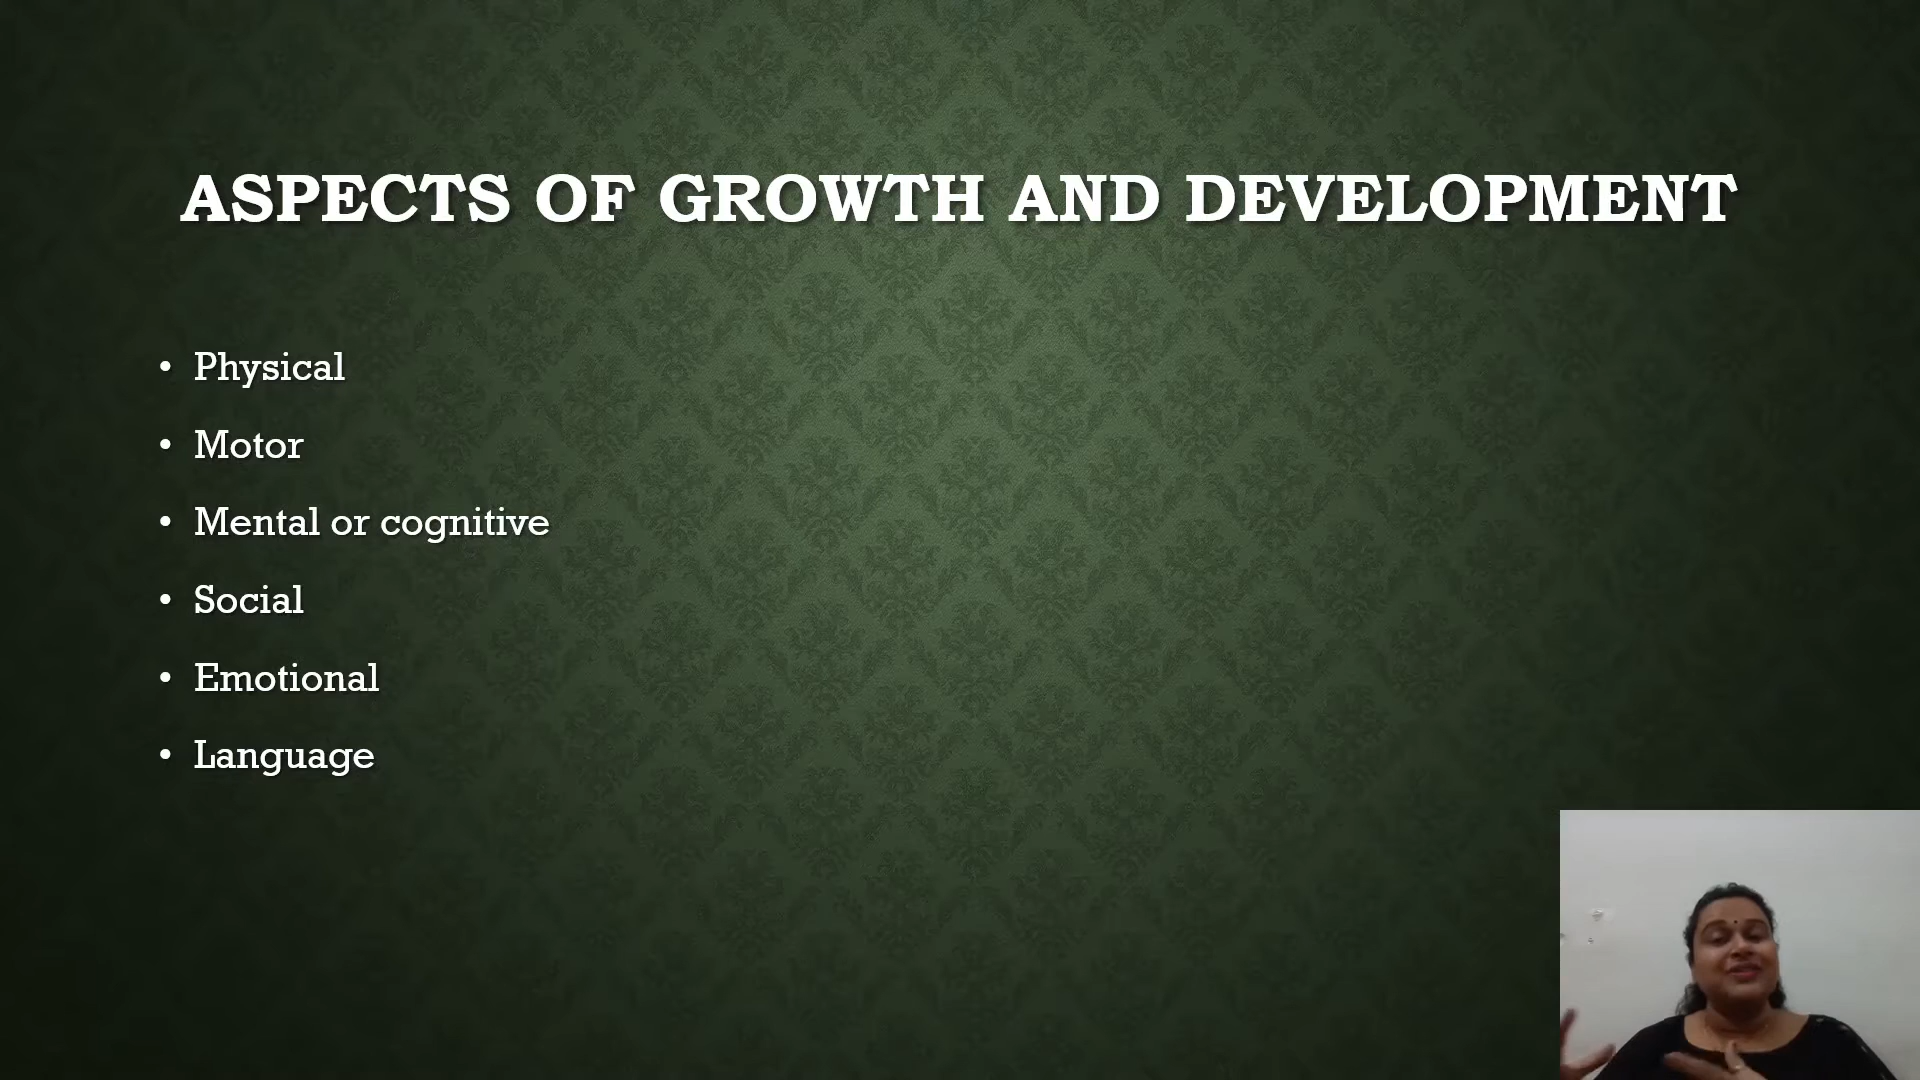 ASPECTS OF GROWTH AND DEVELOPMENT
• Physical
• Motor
• Mental or cognitive
• Social
• Emotional
• Language